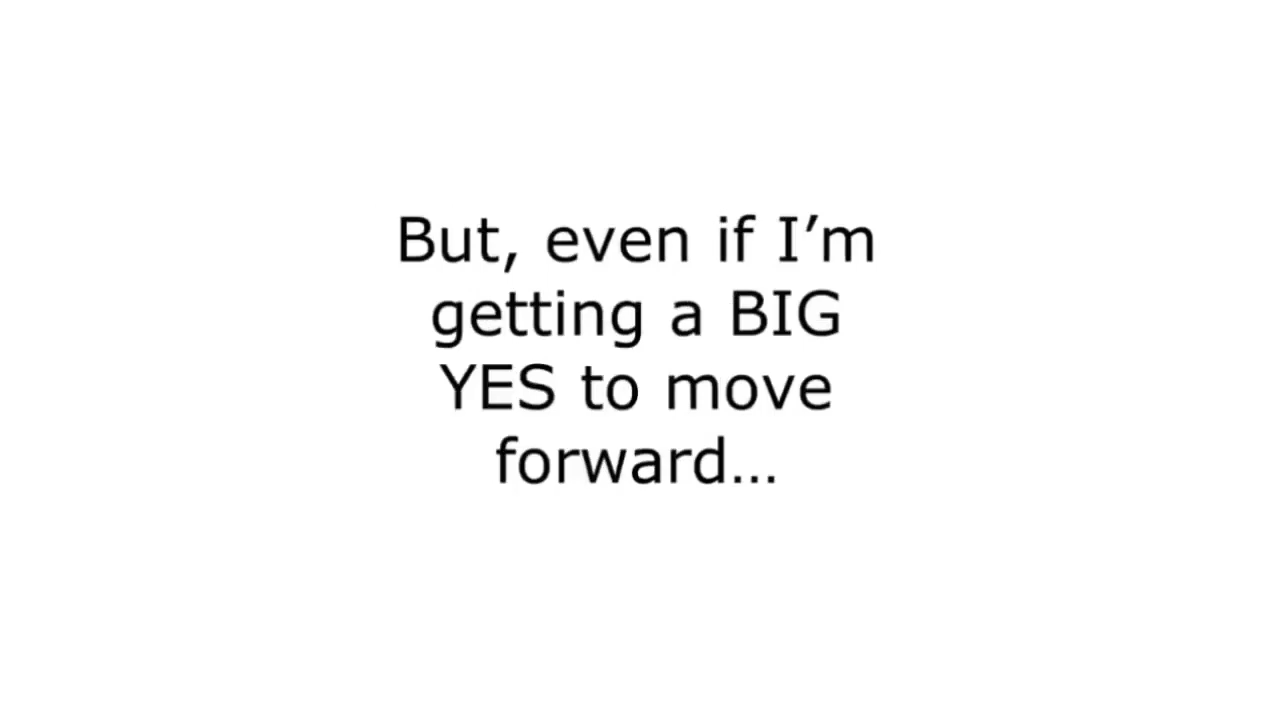 But, even if I’m
getting a BIG
YES to move
forward…